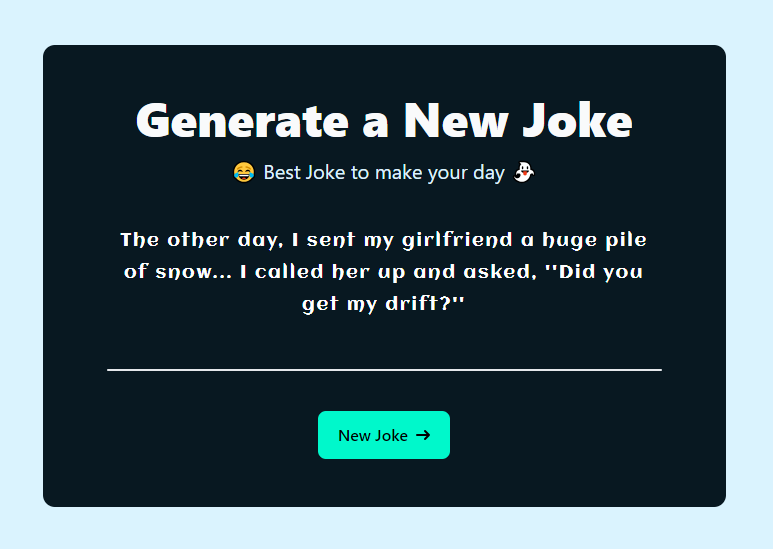 Generate a New Joke
😂 Best Joke to make your day 👻
The other day, I sent my girlfriend a huge pile
of snow... I called her up and asked, ''Did you
get my drift?''
New Joke →